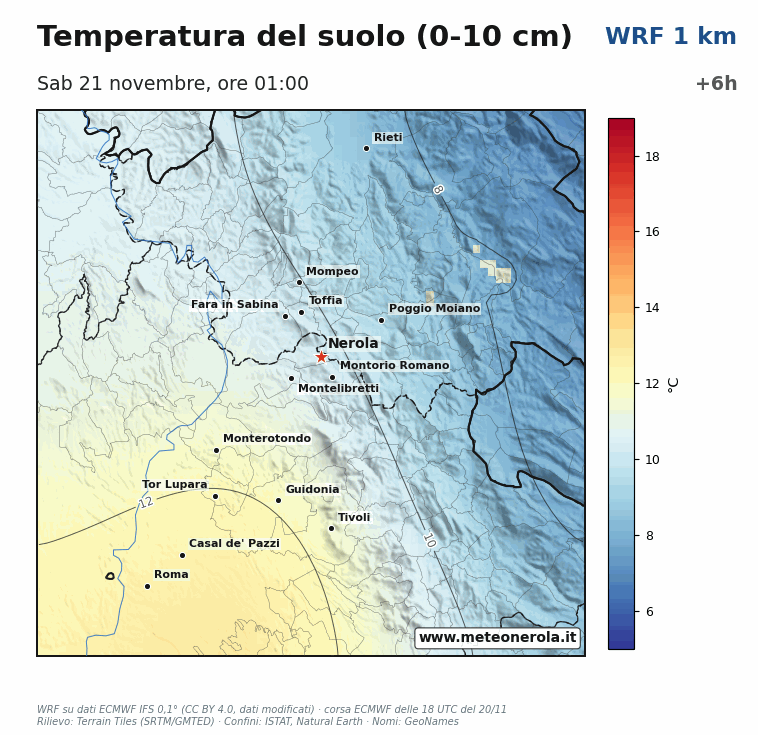 Temperatura del suolo (0-10 cm) WRF 1 km
Sab 21 novembre, ore 01:00 +6h
Rieti
8
Mompeo
Fara in Sabina Toffia
Poggio Moiano
Nerola
Montorio Romano
Montelibretti
Monterotondo
Tor Lupara Guidonia
12
Tivoli
10
Casal de' Pazzi
Roma
www.meteonerola.it
18
16
14
12
10
8
6
°C
WRF su dati ECMWF IFS 0,1° (CC BY 4.0, dati modificati) · corsa ECMWF delle 18 UTC del 20/11
Rilievo: Terrain Tiles (SRTM/GMTED) · Confini: ISTAT, Natural Earth · Nomi: GeoNames